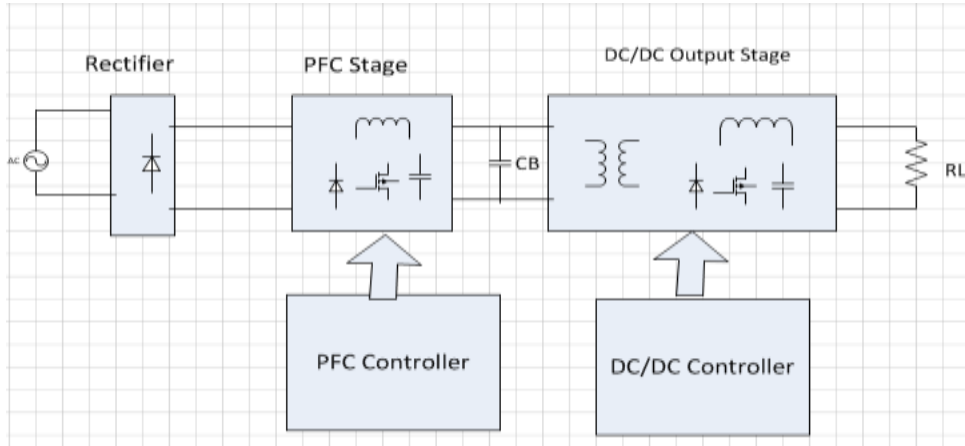 Rectifier
PFC Stage
DC/DC Output Stage
AC
CB
RL
PFC Controller
DC/DC Controller